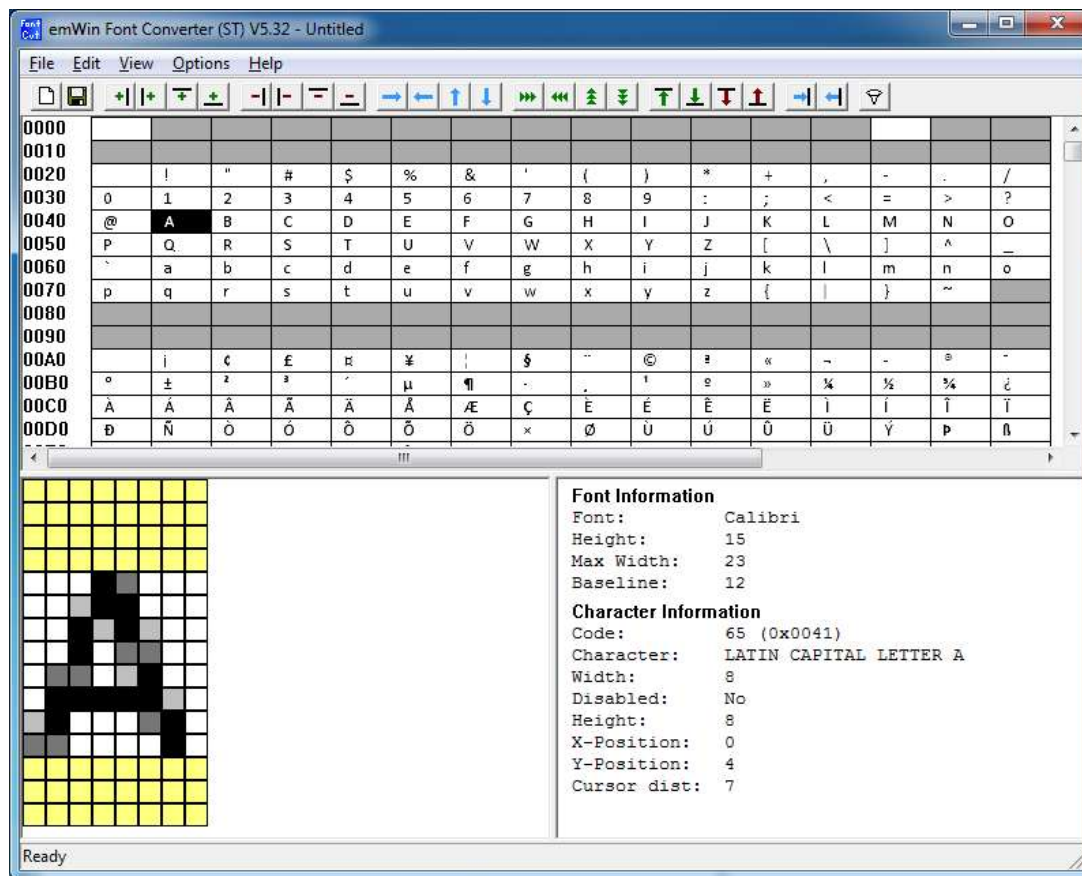 Font Cvt emWin Font Converter (ST) V5.32 - Untitled
File Edit View Options Help
0000
0010
0020 ! " # $ % & ' ( ) * + , - . /
0030 0 1 2 3 4 5 6 7 8 9 : ; < = > ?
0040 @ A B C D E F G H I J K L M N O
0050 P Q R S T U V W X Y Z [ \ ] ^ _
0060 ` a b c d e f g h i j k l m n o
0070 p q r s t u v w x y z { | } ~
0080
0090
00A0 ¡ ¢ £ ¤ ¥ ¦ § ¨ © ª « ¬ - ® ¯
00B0 ° ± ² ³ ´ µ ¶ · ¸ ¹ º » ¼ ½ ¾ ¿
00C0 À Á Â Ã Ä Å Æ Ç È É Ê Ë Ì Í Î Ï
00D0 Ð Ñ Ò Ó Ô Õ Ö × Ø Ù Ú Û Ü Ý Þ ß
Font Information
Font: Calibri
Height: 15
Max Width: 23
Baseline: 12
Character Information
Code: 65 (0x0041)
Character: LATIN CAPITAL LETTER A
Width: 8
Disabled: No
Height: 8
X-Position: 0
Y-Position: 4
Cursor dist: 7
Ready